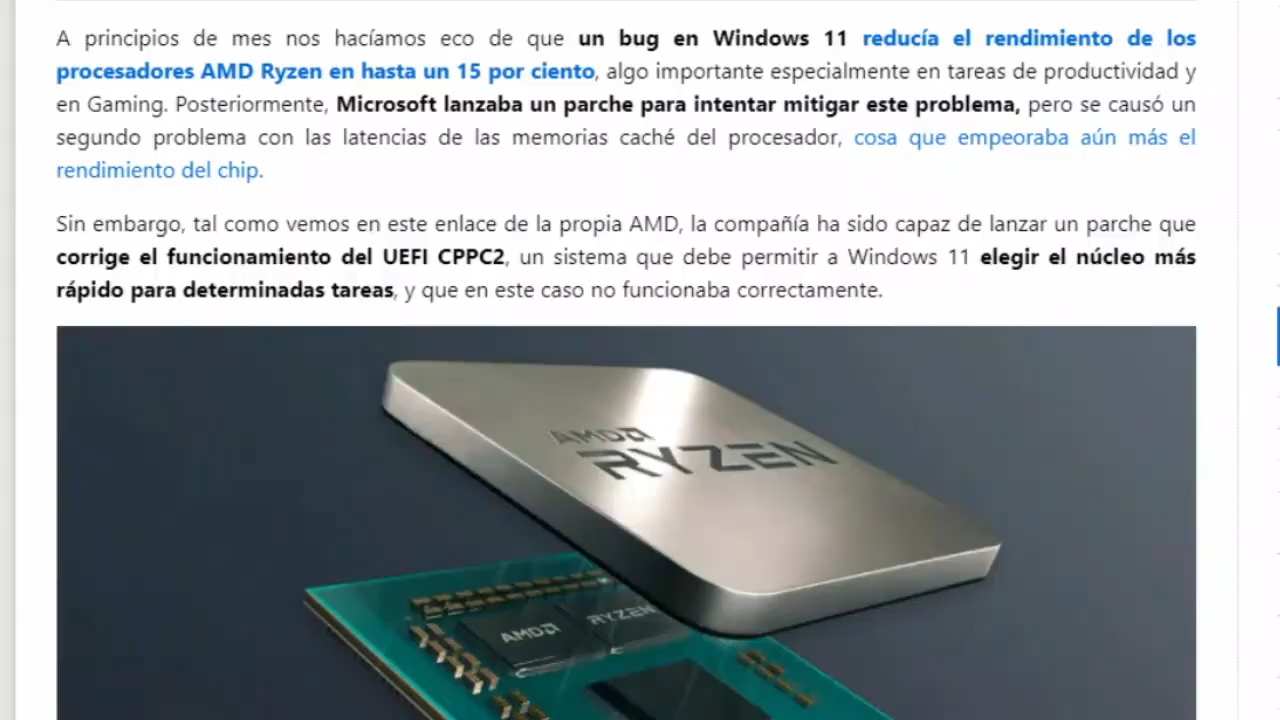 A principios de mes nos hacíamos eco de que un bug en Windows 11 reducía el rendimiento de los
procesadores AMD Ryzen en hasta un 15 por ciento, algo importante especialmente en tareas de productividad y
en Gaming. Posteriormente, Microsoft lanzaba un parche para intentar mitigar este problema, pero se causó un
segundo problema con las latencias de las memorias caché del procesador, cosa que empeoraba aún más el
rendimiento del chip.
Sin embargo, tal como vemos en este enlace de la propia AMD, la compañía ha sido capaz de lanzar un parche que
corrige el funcionamiento del UEFI CPPC2, un sistema que debe permitir a Windows 11 elegir el núcleo más
rápido para determinadas tareas, y que en este caso no funcionaba correctamente.
AMD
RYZEN
AMD
RYZEN